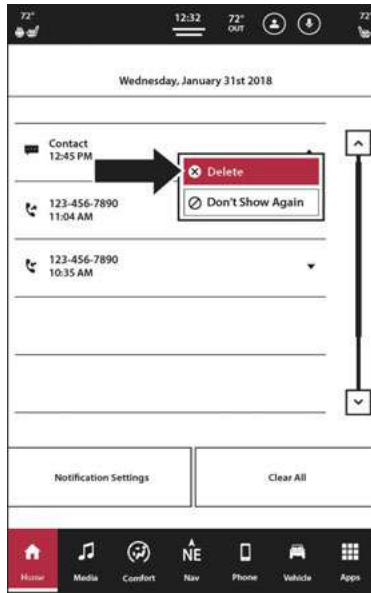 72° 12:32 72° 72°
OUT
Wednesday, January 31st 2018
Contact
12:45 PM
Delete
123-456-7890
11:04 AM
Don't Show Again
123-456-7890
10:35 AM
Notification Settings Clear All
NE
Home Media Comfort Nav Phone Vehicle Apps